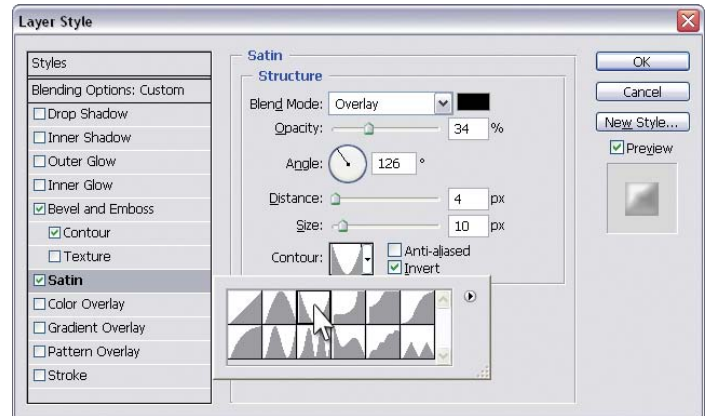 Layer Style
Styles
Blending Options: Custom
Drop Shadow
Inner Shadow
Outer Glow
Inner Glow
Bevel and Emboss
Contour
Texture
Satin
Color Overlay
Gradient Overlay
Pattern Overlay
Stroke
Satin
Structure
Blend Mode: Overlay
Opacity: 34 %
Angle: 126 °
Distance: 4 px
Size: 10 px
Contour: Anti-aliased
Invert
OK
Cancel
New Style...
Preview